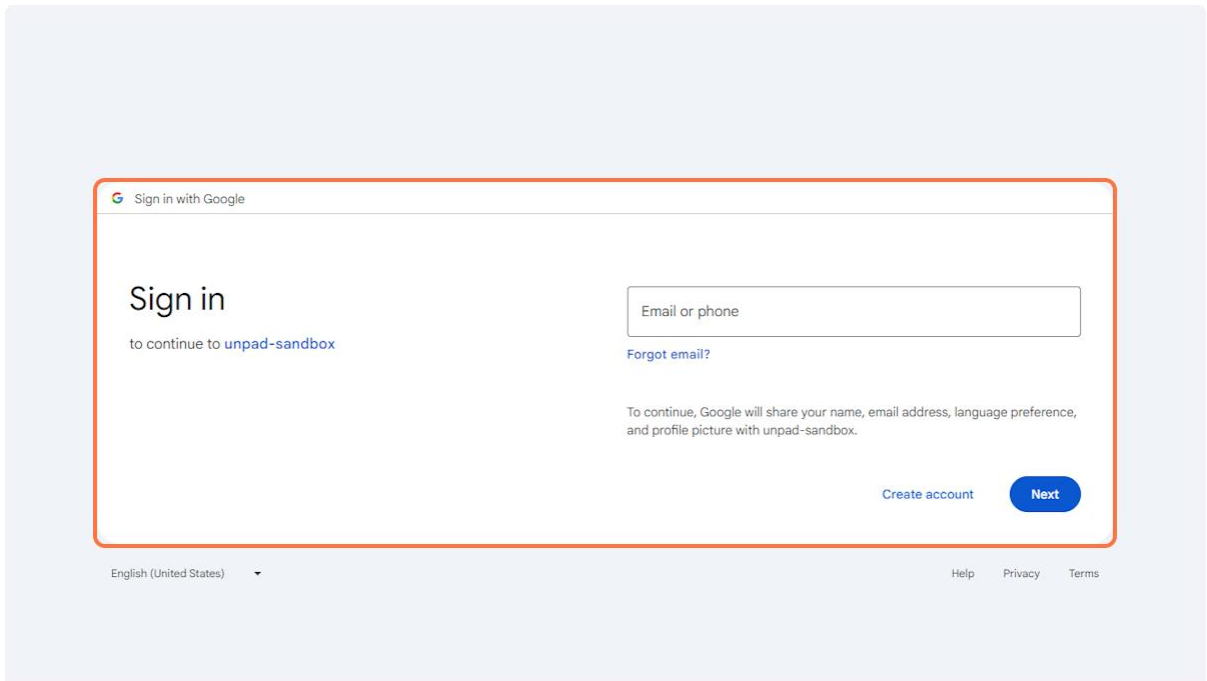 Sign in with Google
Sign in
to continue to unpad-sandbox
Email or phone
Forgot email?
To continue, Google will share your name, email address, language preference,
and profile picture with unpad-sandbox.
Create account
Next
English (United States)
Help Privacy Terms